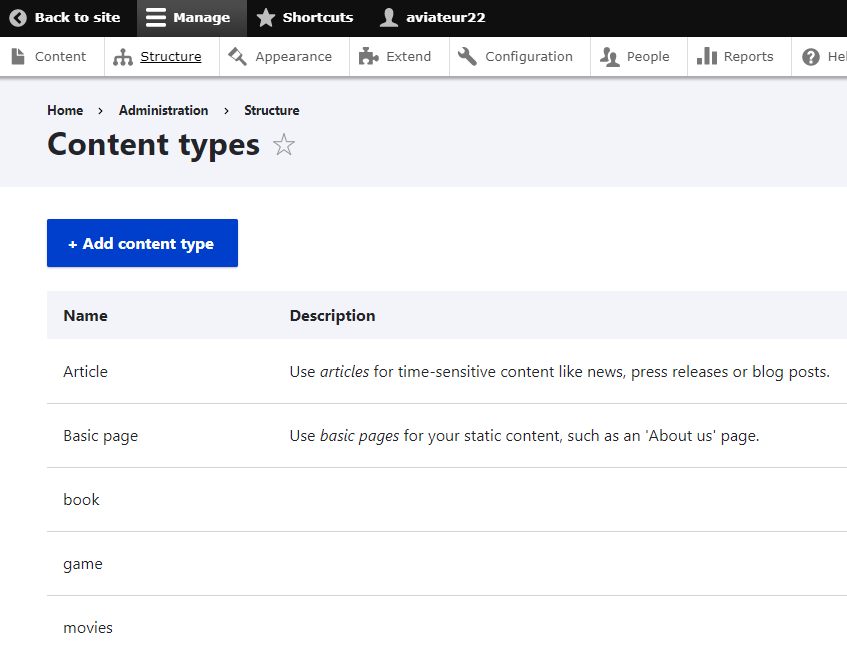 Back to site Manage Shortcuts aviateur22
Content Structure Appearance Extend Configuration People Reports Hel
Home › Administration › Structure
Content types
+ Add content type
Name Description
Article Use articles for time-sensitive content like news, press releases or blog posts.
Basic page Use basic pages for your static content, such as an 'About us' page.
book
game
movies